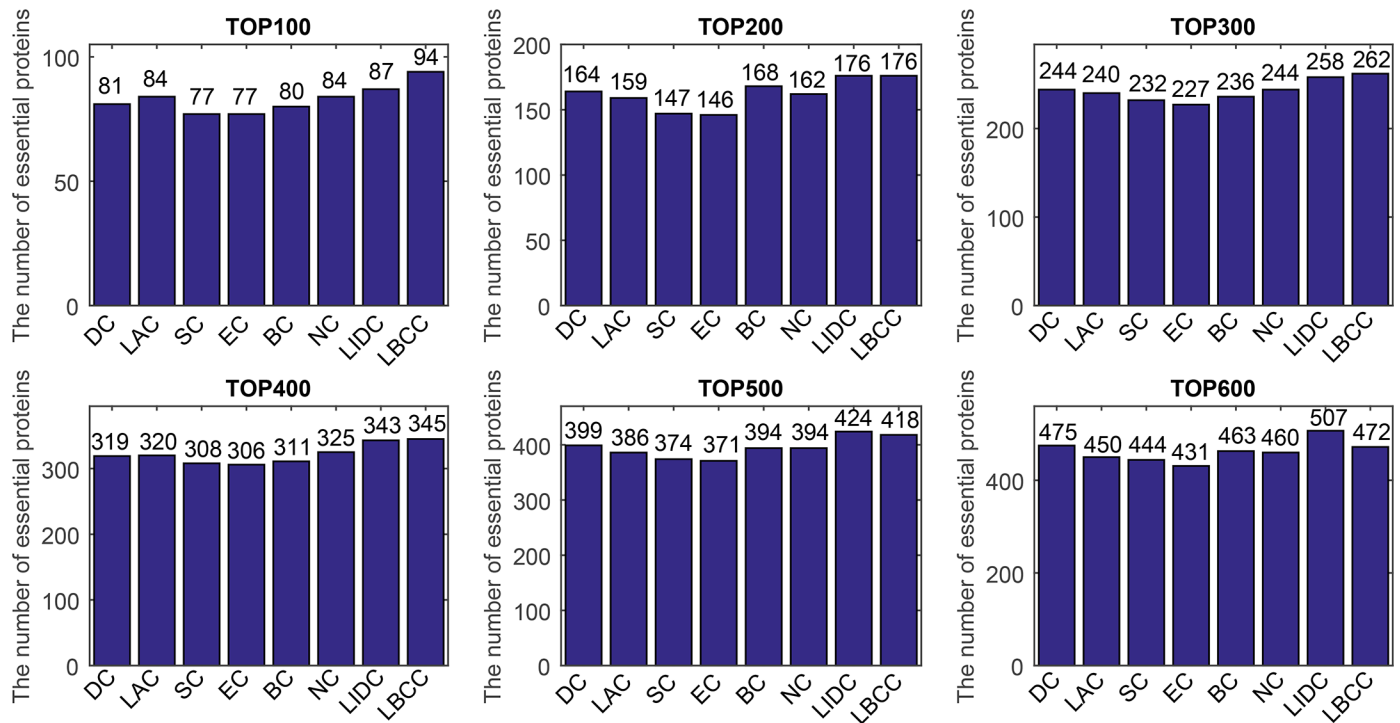 TOP100
The number of essential proteins
100
50
0
81 84 77 77 80 84 87 94
DC LAC SC EC BC NC LIDC LBCC
TOP200
The number of essential proteins
200
150
100
50
0
164 159 147 146 168 162 176 176
DC LAC SC EC BC NC LIDC LBCC
TOP300
The number of essential proteins
200
100
0
244 240 232 227 236 244 258 262
DC LAC SC EC BC NC LIDC LBCC
TOP400
The number of essential proteins
300
200
100
0
319 320 308 306 311 325 343 345
DC LAC SC EC BC NC LIDC LBCC
TOP500
The number of essential proteins
400
300
200
100
0
399 386 374 371 394 394 424 418
DC LAC SC EC BC NC LIDC LBCC
TOP600
The number of essential proteins
400
200
0
475 450 444 431 463 460 507 472
DC LAC SC EC BC NC LIDC LBCC